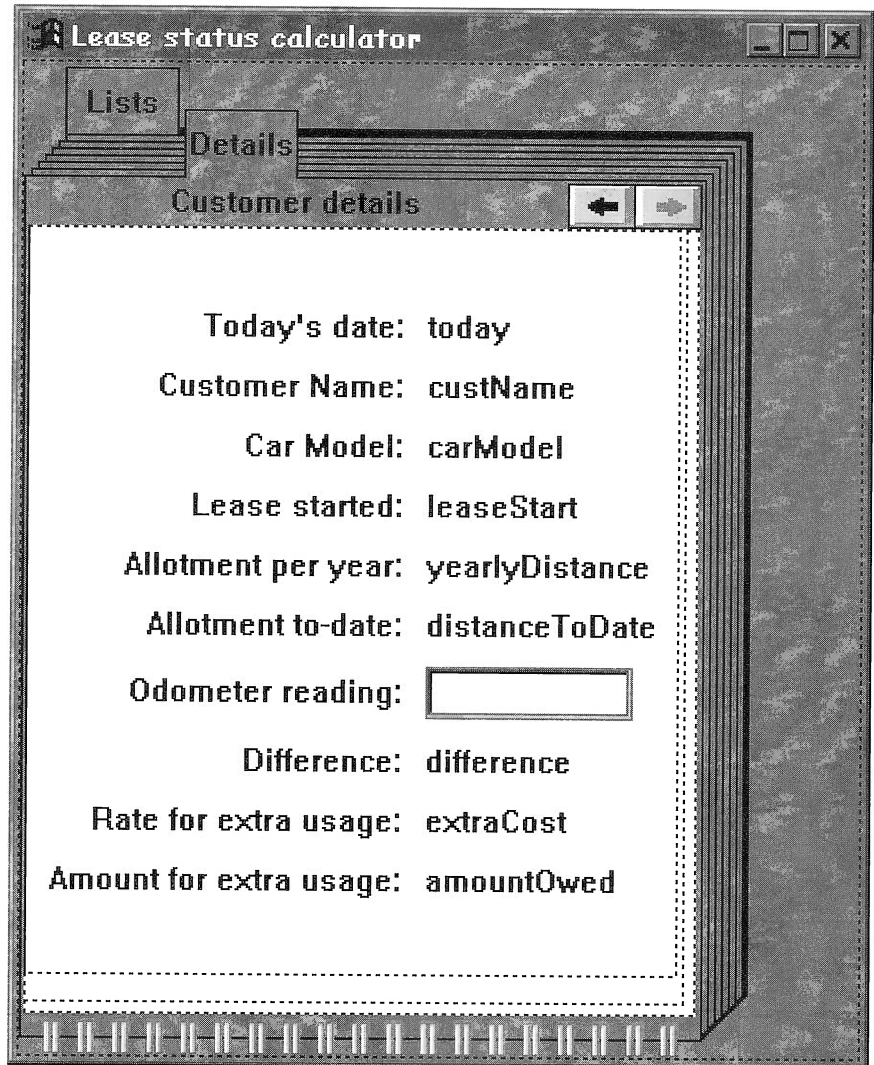 Lease status calculator
Lists
Details
Customer details
Today's date: today
Customer Name: custName
Car Model: carModel
Lease started: leaseStart
Allotment per year: yearlyDistance
Allotment to-date: distanceToDate
Odometer reading:
Difference: difference
Rate for extra usage: extraCost
Amount for extra usage: amountOwed